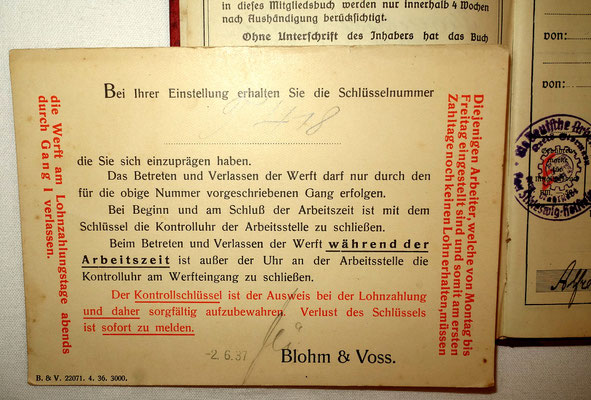 in dieses Mitgliedsbuch werden nur innerhalb 4 Wochen
nach Aushändigung berücksichtigt.
Ohne Unterschrift des Inhabers hat das Buch
von:
von:
Bei Ihrer Einstellung erhalten Sie die Schlüsselnummer
die Sie sich einzuprägen haben.
Das Betreten und Verlassen der Werft darf nur durch den
für die obige Nummer vorgeschriebenen Gang erfolgen.
Bei Beginn und am Schluß der Arbeitszeit ist mit dem
Schlüssel die Kontrolluhr der Arbeitsstelle zu schließen.
Beim Betreten und Verlassen der Werft während der
Arbeitszeit ist außer der Uhr an der Arbeitsstelle die
Kontrolluhr am Werfteingang zu schließen.
Der Kontrollschlüssel ist der Ausweis bei der Lohnzahlung
und daher sorgfältig aufzubewahren. Verlust des Schlüssels
ist sofort zu melden.
-2. 6. 37
Blohm & Voss.
B. & V. 22071. 4. 36. 3000.
die Werft am Lohnzahlungstage abends
durch Gang I verlassen.
Diejenigen Arbeiter, welche von Montag bis
Freitag eingestellt sind und somit am ersten
Zahltage noch keinen Lohn erhalten, müssen
Die Deutsche
Alfre